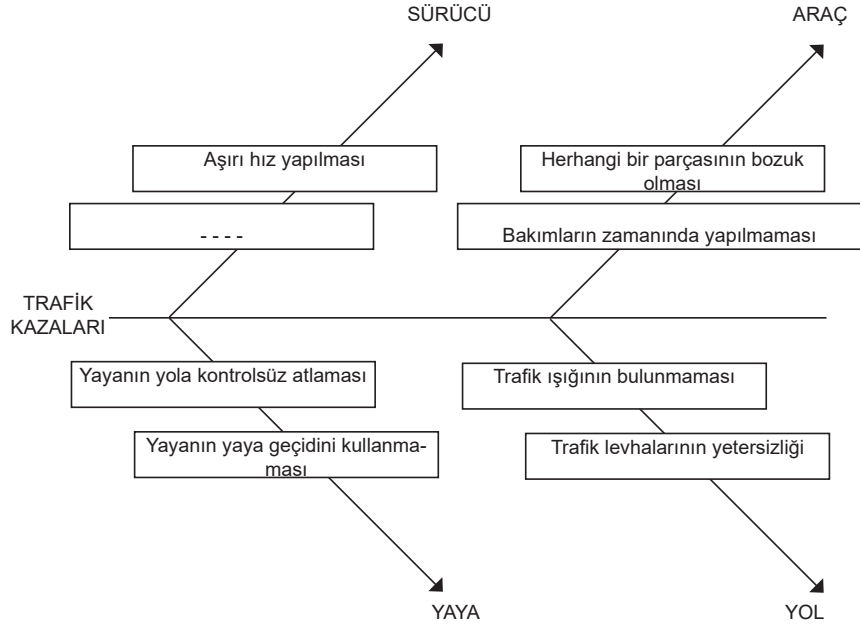 SÜRÜCÜ
ARAÇ
Aşırı hız yapılması
Herhangi bir parçasının bozuk
olması
- - - -
Bakımların zamanında yapılmaması
TRAFİK
KAZALARI
Yayanın yola kontrolsüz atlaması
Trafik ışığının bulunmaması
Yayanın yaya geçidini kullanma-
ması
Trafik levhalarının yetersizliği
YAYA
YOL